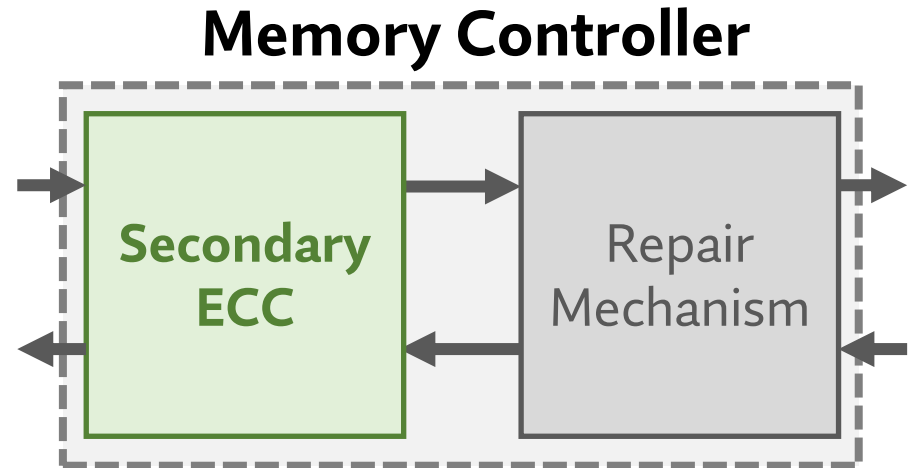 Memory Controller
Secondary
ECC
Repair
Mechanism